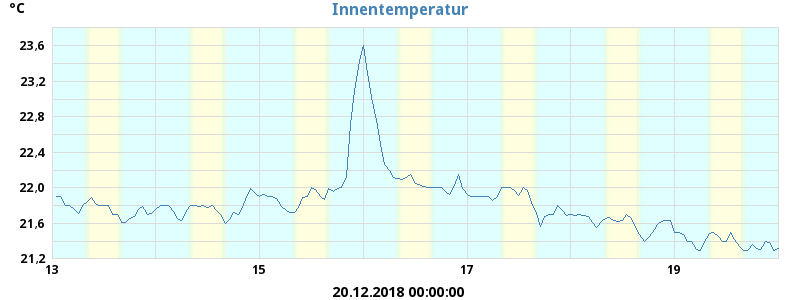 °C
Innentemperatur
23,6
23,2
22,8
22,4
22,0
21,6
21,2
13 15 17 19
20.12.2018 00:00:00